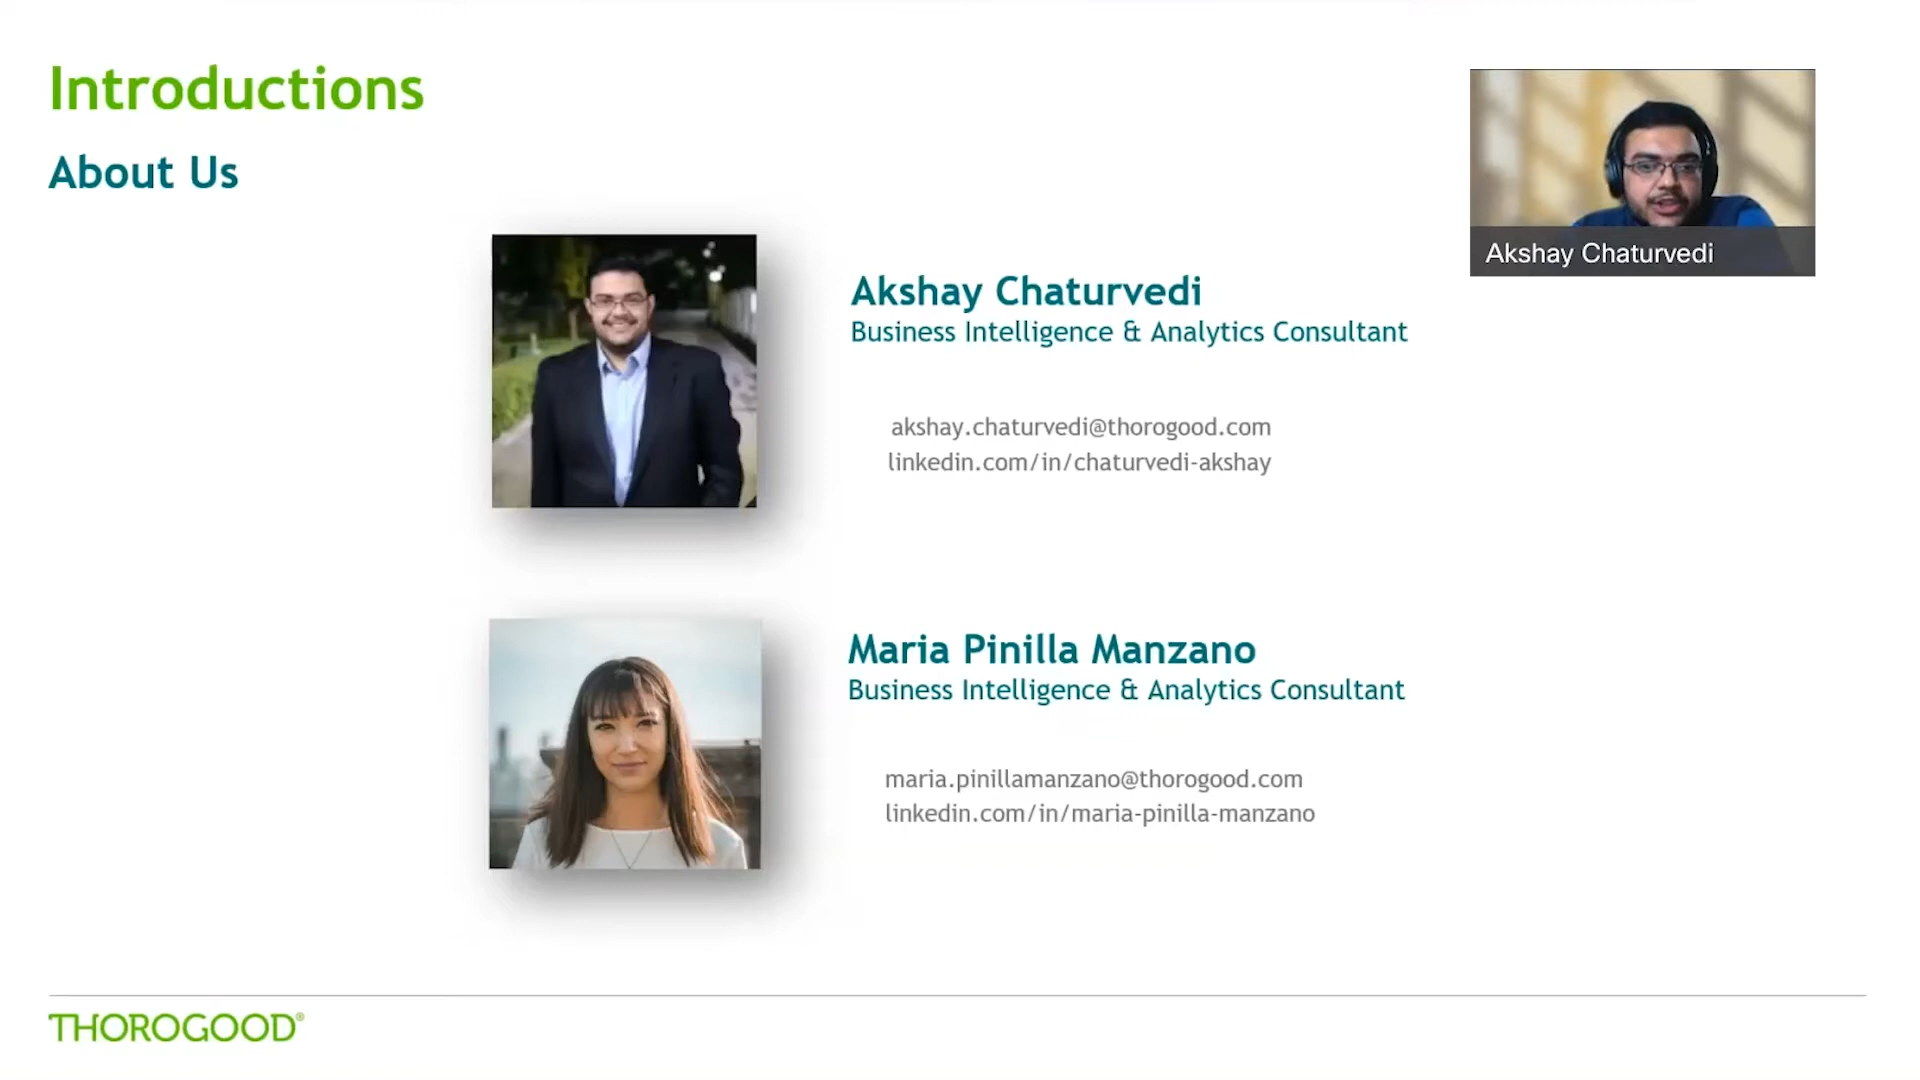 Introductions
About Us
Akshay Chaturvedi
Akshay Chaturvedi
Business Intelligence & Analytics Consultant
akshay.chaturvedi@thorogood.com
linkedin.com/in/chaturvedi-akshay
Maria Pinilla Manzano
Business Intelligence & Analytics Consultant
maria.pinillamanzano@thorogood.com
linkedin.com/in/maria-pinilla-manzano
THOROGOOD®